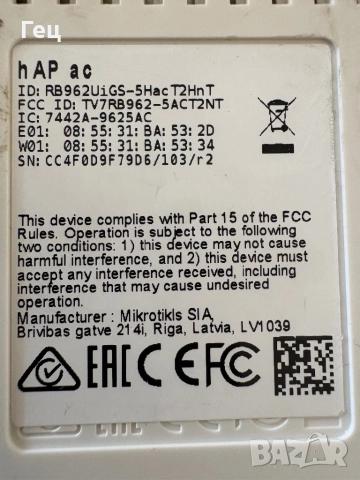 Гец
hAP ac
ID: RB962UiGS-5HacT2HnT
FCC ID: TV7RB962-5ACT2NT
IC: 7442A-9625AC
E01: 08:55:31:BA:53:2D
W01: 08:55:31:BA:53:34
SN: CC4F0D9F79D6/103/r2
This device complies with Part 15 of the FCC
Rules. Operation is subject to the following
two conditions: 1) this device may not cause
harmful interference, and 2) this device must
accept any interference received, including
interference that may cause undesired
operation.
Manufacturer: Mikrotikls SIA,
Brivibas gatve 214i, Riga, Latvia, LV1039
EAC CE FC
BAZAR
bg